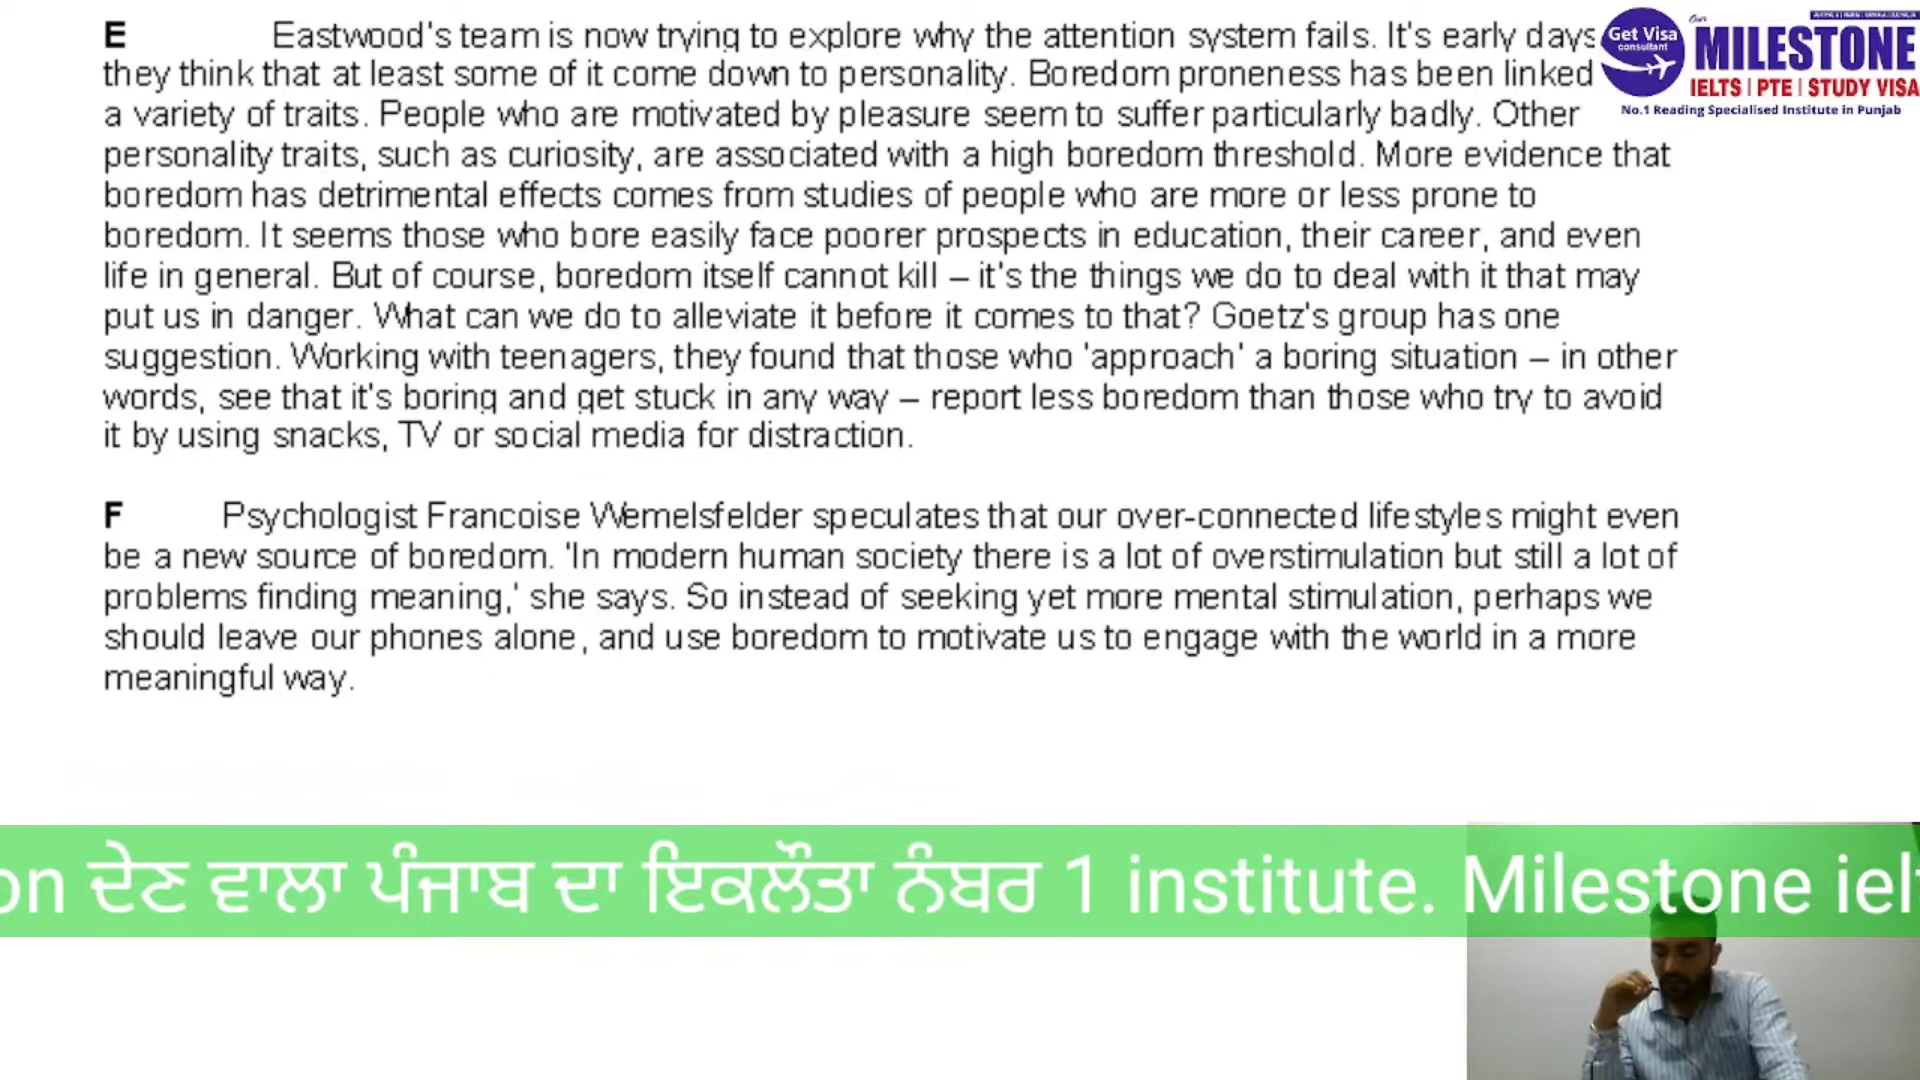 E Eastwood's team is now trying to explore why the attention system fails. It's early days
they think that at least some of it come down to personality. Boredom proneness has been linked
a variety of traits. People who are motivated by pleasure seem to suffer particularly badly. Other
personality traits, such as curiosity, are associated with a high boredom threshold. More evidence that
boredom has detrimental effects comes from studies of people who are more or less prone to
boredom. It seems those who bore easily face poorer prospects in education, their career, and even
life in general. But of course, boredom itself cannot kill – it's the things we do to deal with it that may
put us in danger. What can we do to alleviate it before it comes to that? Goetz's group has one
suggestion. Working with teenagers, they found that those who 'approach' a boring situation – in other
words, see that it's boring and get stuck in any way – report less boredom than those who try to avoid
it by using snacks, TV or social media for distraction.
F Psychologist Francoise Wemelsfelder speculates that our over-connected lifestyles might even
be a new source of boredom. 'In modern human society there is a lot of overstimulation but still a lot of
problems finding meaning,' she says. So instead of seeking yet more mental stimulation, perhaps we
should leave our phones alone, and use boredom to motivate us to engage with the world in a more
meaningful way.
Get Visa
consultant
Our
MILESTONE
IELTS | PTE | STUDY VISA
No.1 Reading Specialised Institute in Punjab
on ਦੇਣ ਵਾਲਾ ਪੰਜਾਬ ਦਾ ਇਕਲੌਤਾ ਨੰਬਰ 1 institute. Milestone iel